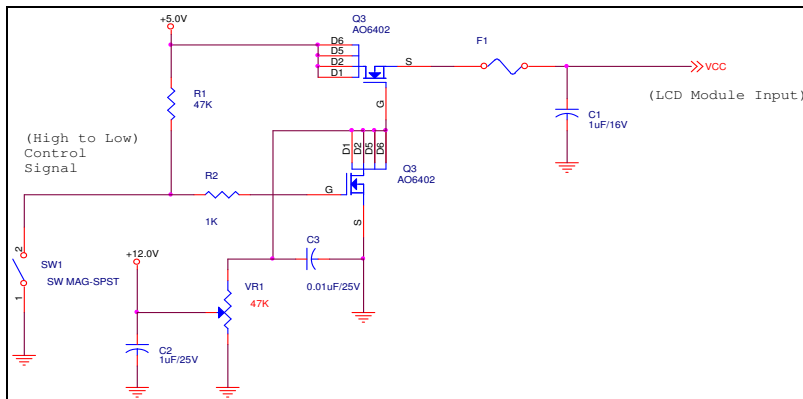 +5.0V
Q3
AO6402
D6
D5
D2
D1
S
G
F1
VCC
(LCD Module Input)
R1
47K
C1
1uF/16V
(High to Low)
Control
Signal
D1
D2
D5
D6
R2
1K
Q3
AO6402
G
S
+12.0V
C3
0.01uF/25V
2
SW1
SW MAG-SPST
1
VR1
47K
C2
1uF/25V